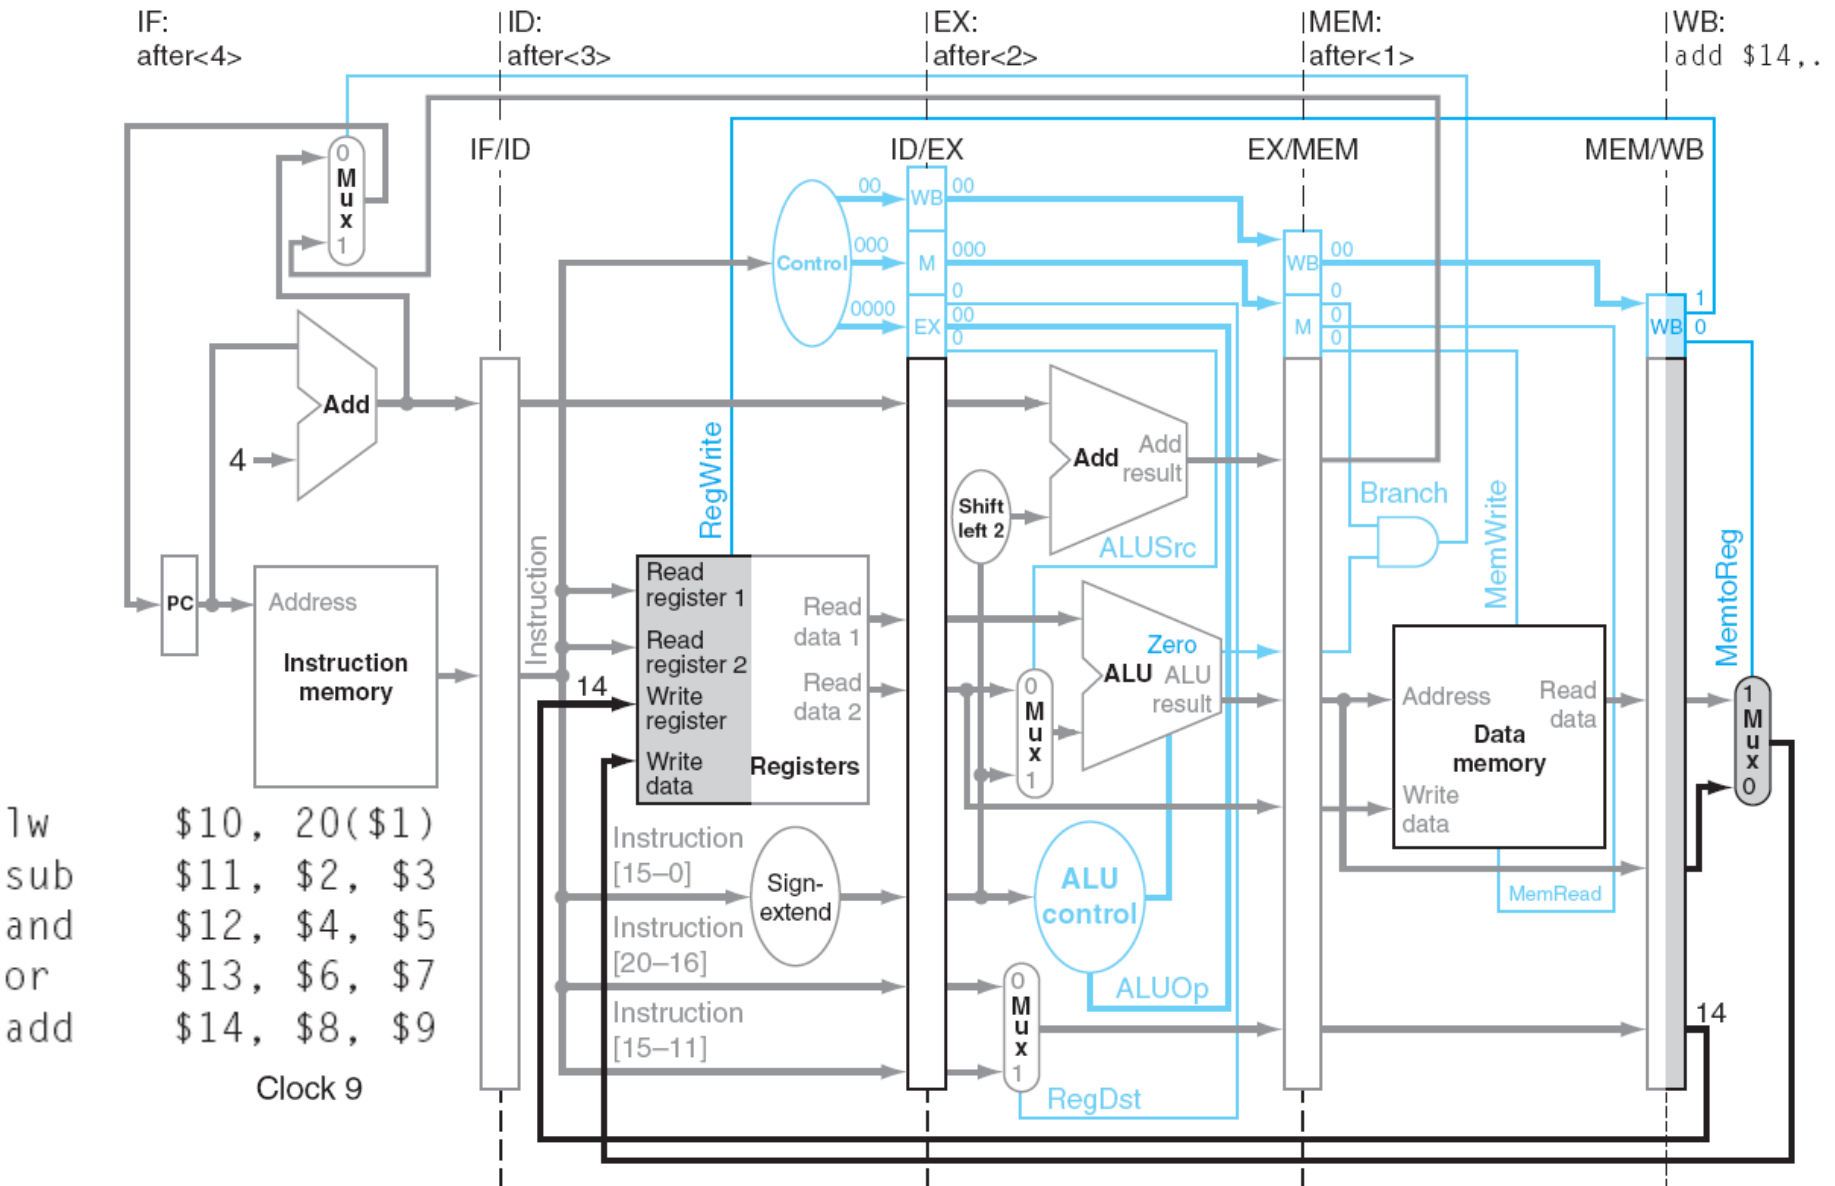 IF:
after<4>
ID:
after<3>
EX:
after<2>
MEM:
after<1>
WB:
add $14,.
IF/ID
ID/EX
EX/MEM
MEM/WB
0
Mux
1
Control
00
000
0000
WB
M
EX
00
000
0
00
0
WB
M
00
0
0
0
WB
1
0
Add
4
RegWrite
Add
Add
result
Shift
left 2
ALUSrc
Branch
MemWrite
MemtoReg
PC
Address
Instruction
memory
Instruction
Read
register 1
Read
register 2
14
Write
register
Write
data
Read
data 1
Read
data 2
Registers
0
Mux
1
Zero
ALU
ALU
result
Address
Read
data
Data
memory
Write
data
MemRead
1
Mux
0
Instruction
[15–0]
Sign-
extend
ALU
control
Instruction
[20–16]
ALUOp
Instruction
[15–11]
0
Mux
1
RegDst
14
lw $10, 20($1)
sub $11, $2, $3
and $12, $4, $5
or $13, $6, $7
add $14, $8, $9
Clock 9